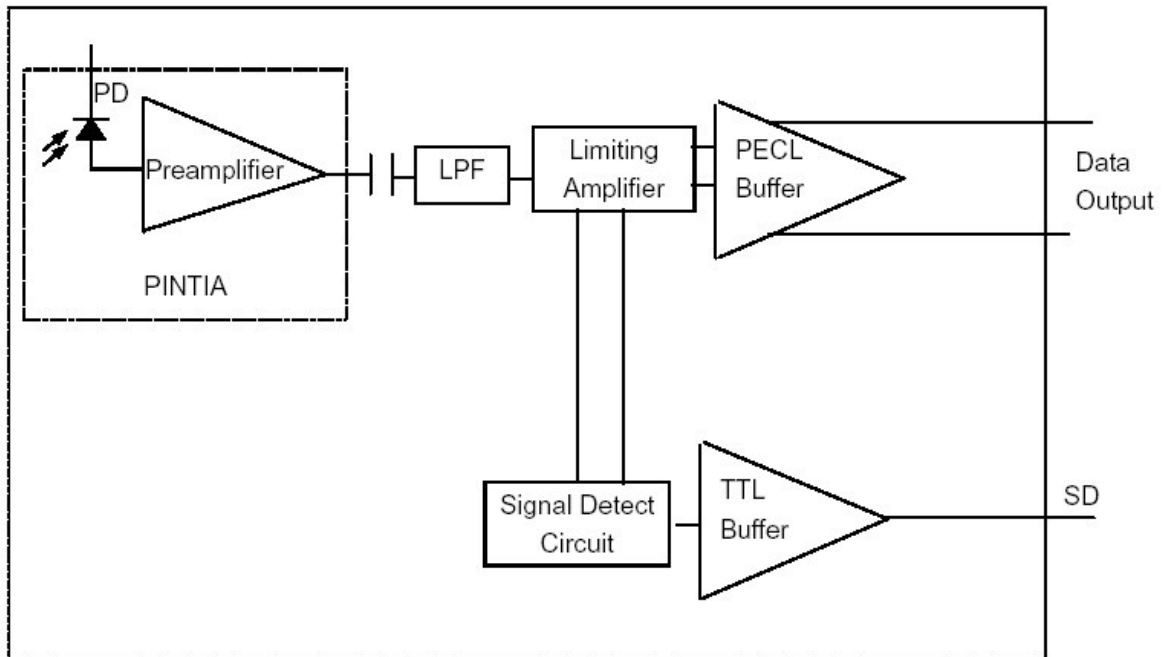 PD
Preamplifier
PINTIA
LPF
Limiting
Amplifier
PECL
Buffer
Data
Output
Signal Detect
Circuit
TTL
Buffer
SD